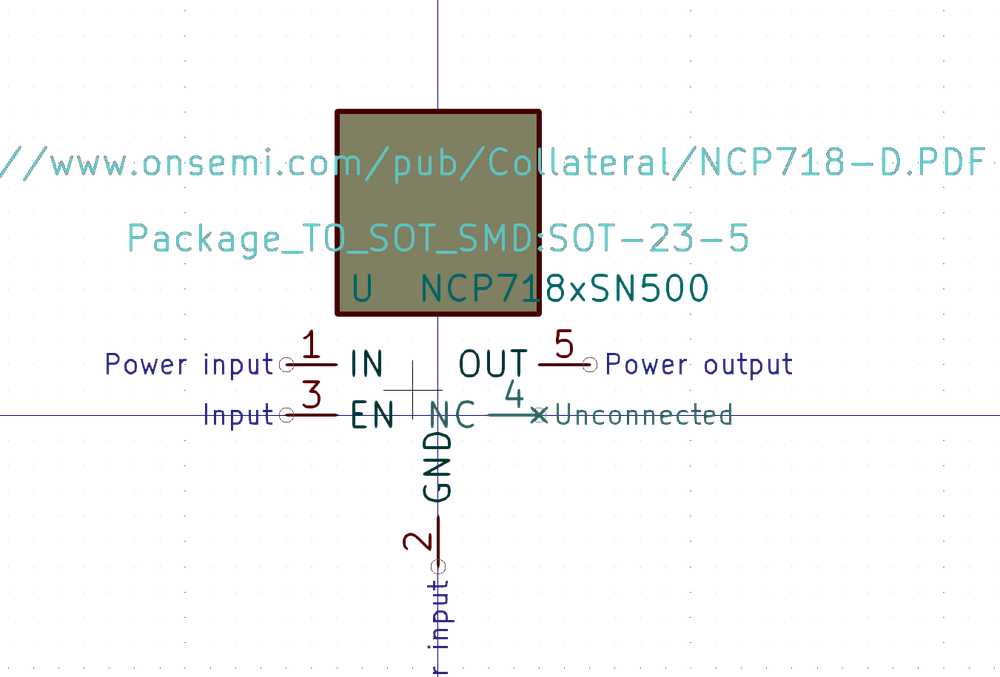 //www.onsemi.com/pub/Collateral/NCP718-D.PDF
Package_TO_SOT_SMD:SOT-23-5
U NCP718xSN500
Power input 1 IN OUT 5 Power output
Input 3 EN NC 4 Unconnected
GND
2
r input